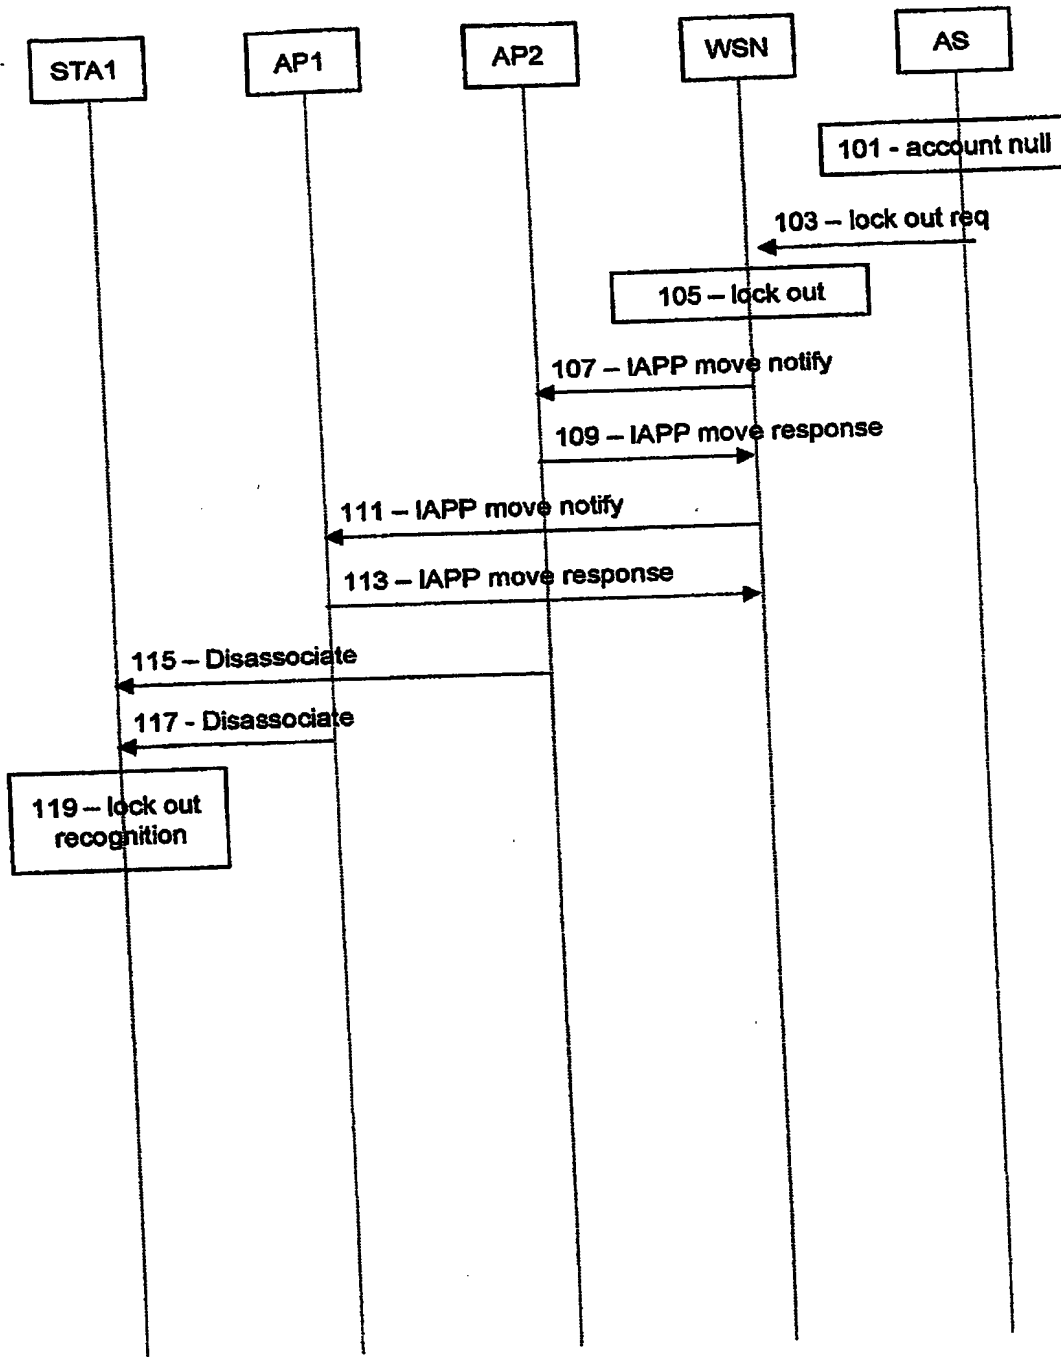 STA1
AP1
AP2
WSN
AS
101 - account null
103 – lock out req
105 – lock out
107 – IAPP move notify
109 – IAPP move response
111 – IAPP move notify
113 – IAPP move response
115 – Disassociate
117 - Disassociate
119 – lock out
recognition